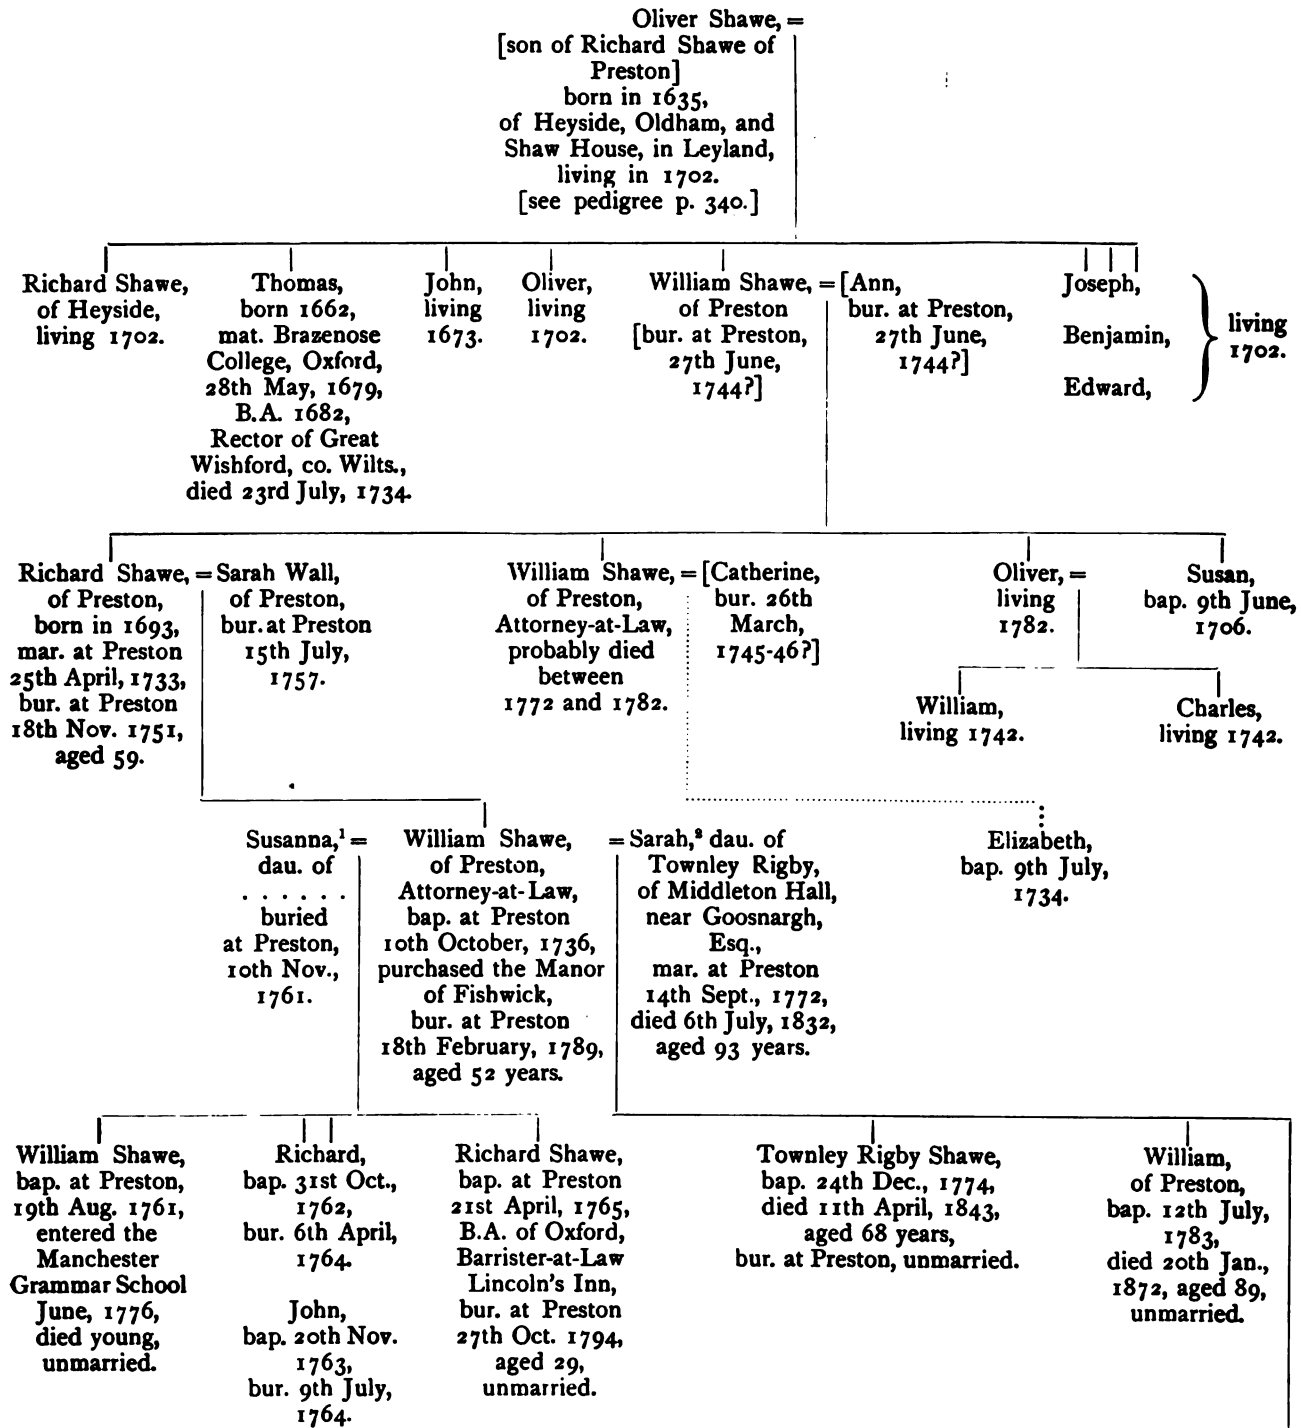 Oliver Shawe, =
[son of Richard Shawe of
Preston]
born in 1635,
of Heyside, Oldham, and
Shaw House, in Leyland,
living in 1702.
[see pedigree p. 340.]
Richard Shawe,
of Heyside,
living 1702.
Thomas,
born 1662,
mat. Brazenose
College, Oxford,
28th May, 1679,
B.A. 1682,
Rector of Great
Wishford, co. Wilts.,
died 23rd July, 1734.
John,
living
1673.
Oliver,
living
1702.
William Shawe, =
of Preston
[bur. at Preston,
27th June,
1744?]
[Ann,
bur. at Preston,
27th June,
1744?]
Joseph,
Benjamin,
Edward,
living
1702.
Richard Shawe, =
of Preston,
born in 1693,
mar. at Preston
25th April, 1733,
bur. at Preston
18th Nov. 1751,
aged 59.
Sarah Wall,
of Preston,
bur. at Preston
15th July,
1757.
William Shawe, =
of Preston,
Attorney-at-Law,
probably died
between
1772 and 1782.
[Catherine,
bur. 26th
March,
1745-46?]
Oliver, =
living
1782.
Susan,
bap. 9th June,
1706.
William,
living 1742.
Charles,
living 1742.
Susanna,¹ =
dau. of
. . . . . .
buried
at Preston,
10th Nov.,
1761.
William Shawe,
of Preston,
Attorney-at-Law,
bap. at Preston
10th October, 1736,
purchased the Manor
of Fishwick,
bur. at Preston
18th February, 1789,
aged 52 years.
= Sarah,² dau. of
Townley Rigby,
of Middleton Hall,
near Goosnargh,
Esq.,
mar. at Preston
14th Sept., 1772,
died 6th July, 1832,
aged 93 years.
Elizabeth,
bap. 9th July,
1734.
William Shawe,
bap. at Preston,
19th Aug. 1761,
entered the
Manchester
Grammar School
June, 1776,
died young,
unmarried.
Richard,
bap. 31st Oct.,
1762,
bur. 6th April,
1764.
John,
bap. 20th Nov.
1763,
bur. 9th July,
1764.
Richard Shawe,
bap. at Preston
21st April, 1765,
B.A. of Oxford,
Barrister-at-Law
Lincoln's Inn,
bur. at Preston
27th Oct. 1794,
aged 29,
unmarried.
Townley Rigby Shawe,
bap. 24th Dec., 1774,
died 11th April, 1843,
aged 68 years,
bur. at Preston, unmarried.
William,
of Preston,
bap. 12th July,
1783,
died 20th Jan.,
1872, aged 89,
unmarried.